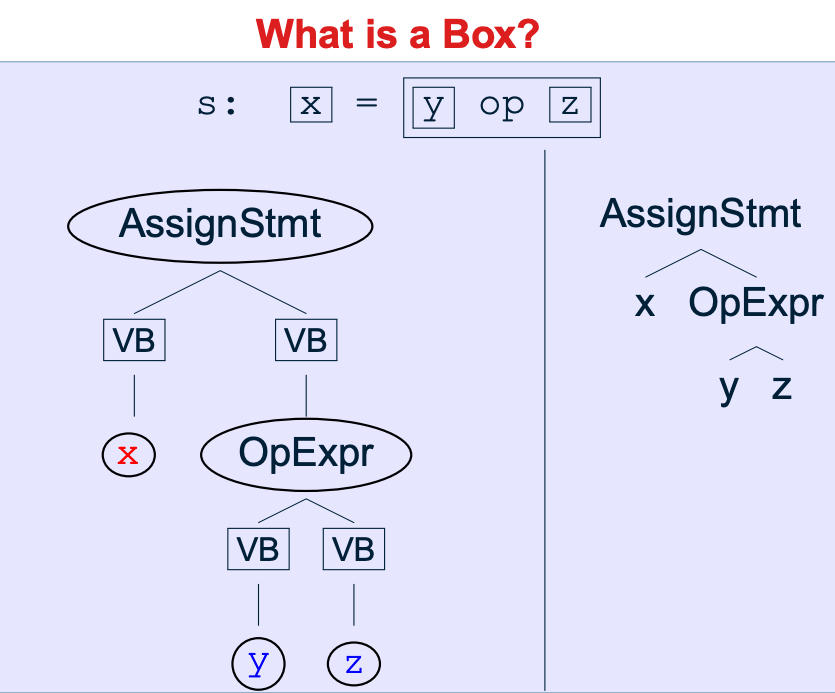 What is a Box?
s: x = y op z
AssignStmt
VB VB
x OpExpr
VB VB
y z
AssignStmt
x OpExpr
y z